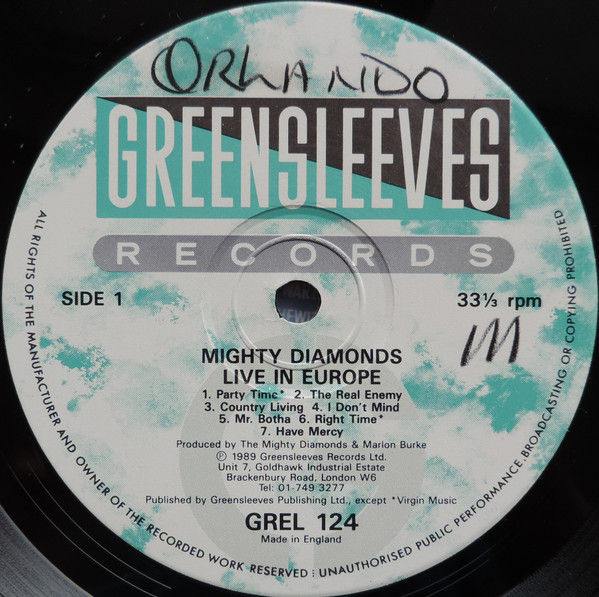 ORLANDO
GREENSLEEVES
RECORDS
SIDE 1
33⅓ rpm
MIGHTY DIAMONDS
LIVE IN EUROPE
1. Party Time* 2. The Real Enemy
3. Country Living 4. I Don't Mind
5. Mr. Botha 6. Right Time*
7. Have Mercy
Produced by The Mighty Diamonds & Marlon Burke
℗ 1989 Greensleeves Records Ltd.
Unit 7, Goldhawk Industrial Estate
Brackenbury Road, London W6
Tel: 01-749 3277
Published by Greensleeves Publishing Ltd., except *Virgin Music
GREL 124
Made in England
ALL RIGHTS OF THE MANUFACTURER AND OWNER OF THE RECORDED WORK RESERVED : UNAUTHORISED PUBLIC PERFORMANCE, BROADCASTING OR COPYING PROHIBITED